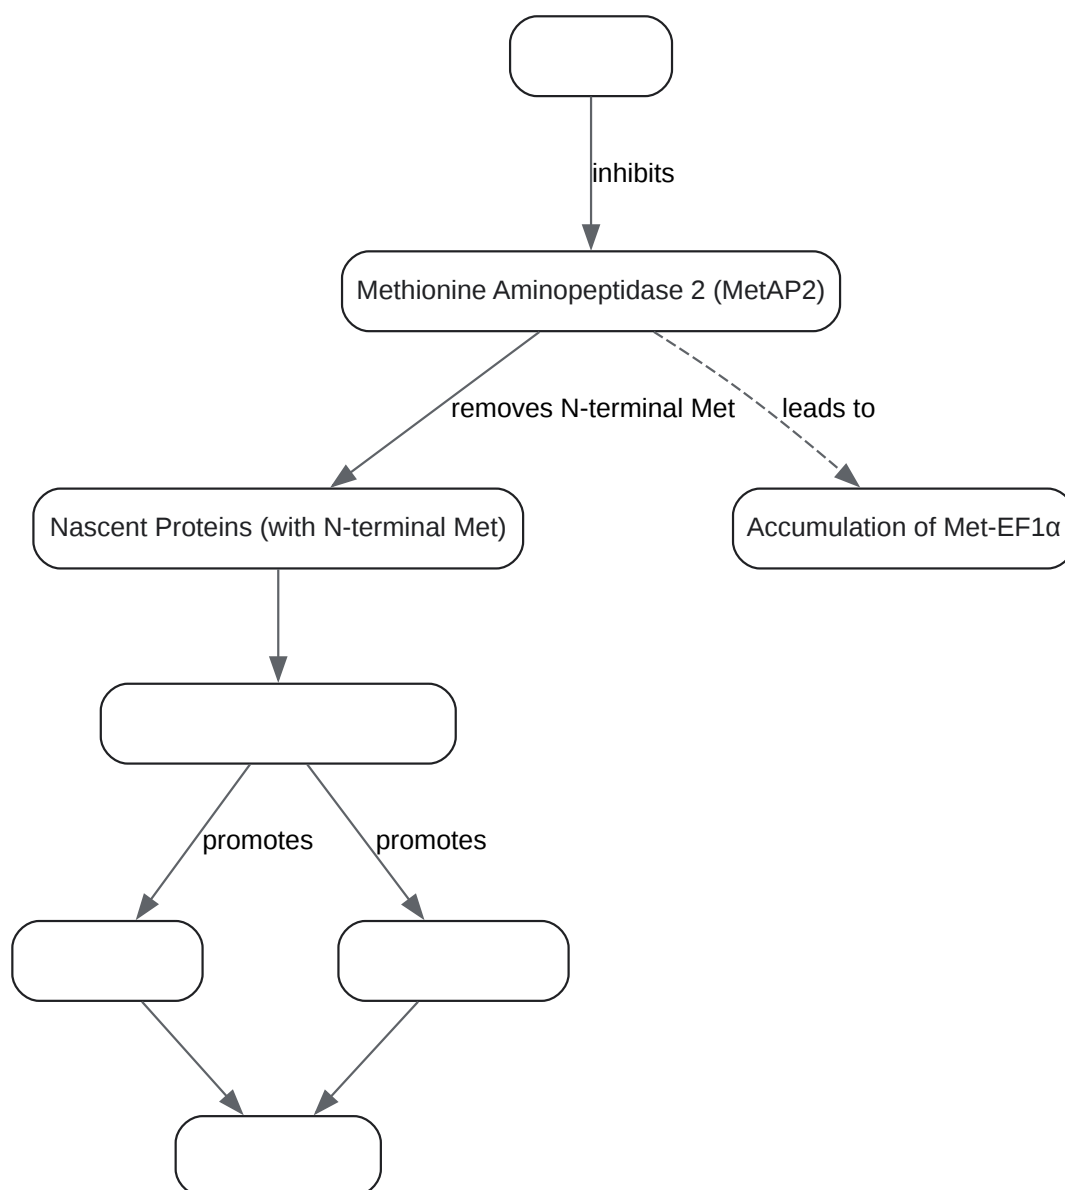 inhibits
Methionine Aminopeptidase 2 (MetAP2)
removes N-terminal Met
leads to
Nascent Proteins (with N-terminal Met)
Accumulation of Met-EF1α
promotes
promotes